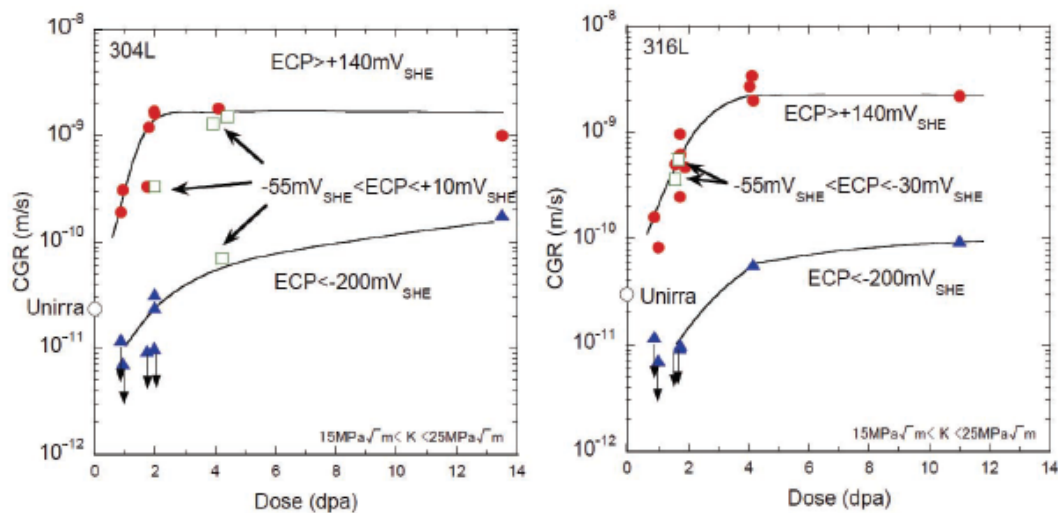 304L
ECP>+140mV_SHE
-55mV_SHE<ECP<+10mV_SHE
ECP<-200mV_SHE
Unirra
15MPa√m< K <25MPa√m
CGR (m/s)
10^-8
10^-9
10^-10
10^-11
10^-12
0 2 4 6 8 10 12 14
Dose (dpa)
316L
ECP>+140mV_SHE
-55mV_SHE<ECP<-30mV_SHE
ECP<-200mV_SHE
Unirra
15MPa√m< K <25MPa√m
CGR (m/s)
10^-8
10^-9
10^-10
10^-11
10^-12
0 2 4 6 8 10 12 14
Dose (dpa)